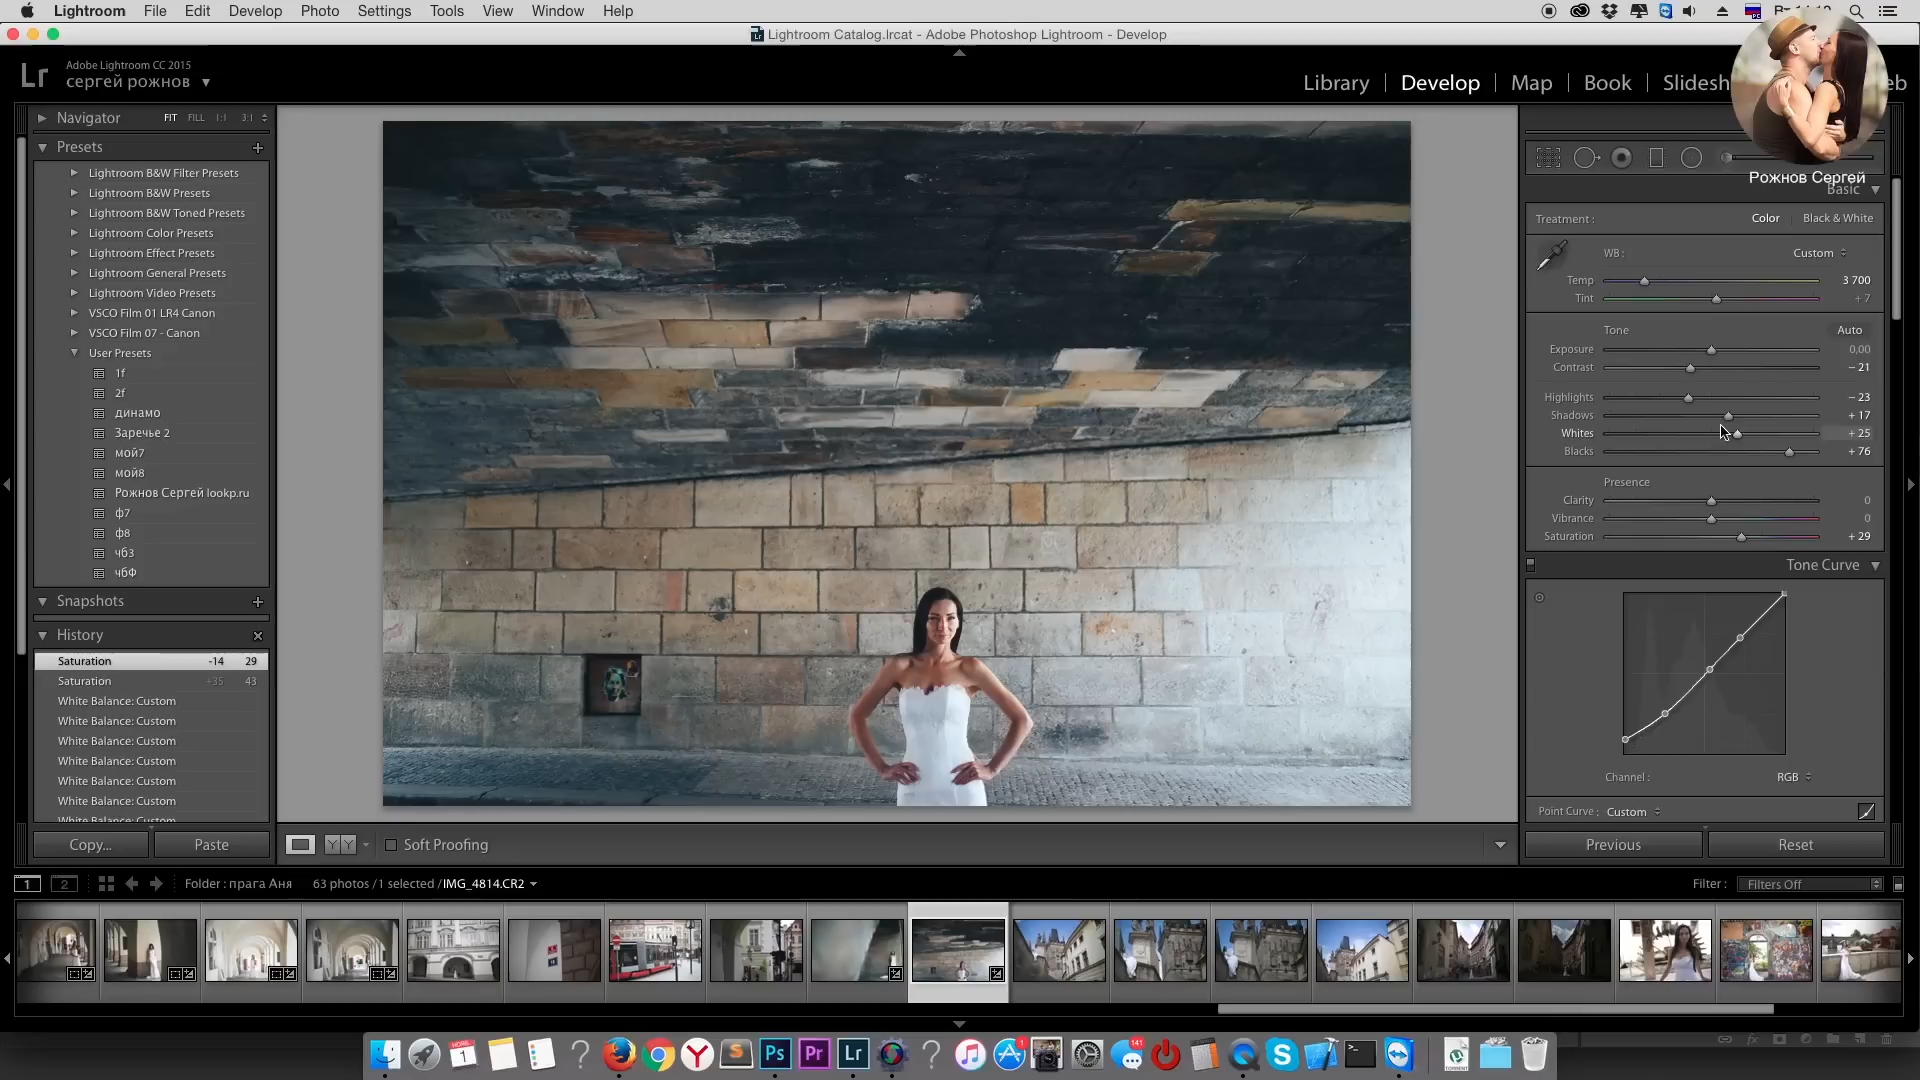 Lightroom File Edit Develop Photo Settings Tools View Window Help
Lightroom Catalog.lrcat - Adobe Photoshop Lightroom - Develop
Lr
Adobe Lightroom CC 2015
сергей рожнов
Library Develop Map Book
Navigator FIT FILL 1:1 3:1
Presets
Lightroom B&W Filter Presets
Lightroom B&W Presets
Lightroom B&W Toned Presets
Lightroom Color Presets
Lightroom Effect Presets
Lightroom General Presets
Lightroom Video Presets
VSCO Film 01 LR4 Canon
VSCO Film 07 - Canon
User Presets
1f
2f
динамо
Заречье 2
мой7
мой8
Рожнов Сергей lookp.ru
ф7
ф8
чб3
чбФ
Snapshots
History
Saturation -14 29
Saturation +35 43
White Balance: Custom
White Balance: Custom
White Balance: Custom
White Balance: Custom
White Balance: Custom
White Balance: Custom
White Balance: Custom
Copy... Paste
Soft Proofing
Рожнов Сергей
Basic
Treatment : Color Black & White
WB : Custom
Temp 3 700
Tint + 7
Tone Auto
Exposure 0,00
Contrast − 21
Highlights − 23
Shadows + 17
Whites + 25
Blacks + 76
Presence
Clarity 0
Vibrance 0
Saturation + 29
Tone Curve
Channel : RGB
Point Curve : Custom
Previous Reset
1 2 Folder : прага Аня 63 photos /1 selected /IMG_4814.CR2 Filter : Filters Off
Ps Pr Lr